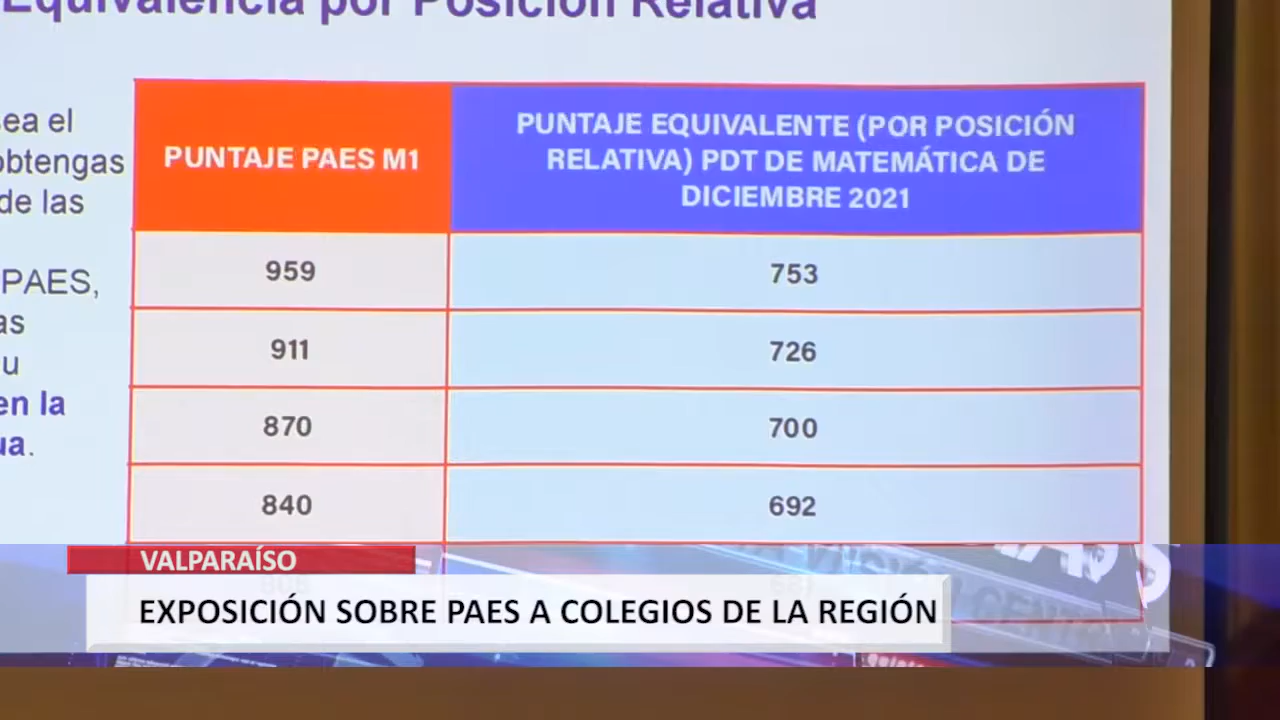 Equivalencia por Posición Relativa
sea el
obtengas
de las
PAES,
as
u
en la
ua.
PUNTAJE PAES M1
PUNTAJE EQUIVALENTE (POR POSICIÓN
RELATIVA) PDT DE MATEMÁTICA DE
DICIEMBRE 2021
959 753
911 726
870 700
840 692
VALPARAÍSO
EXPOSICIÓN SOBRE PAES A COLEGIOS DE LA REGIÓN